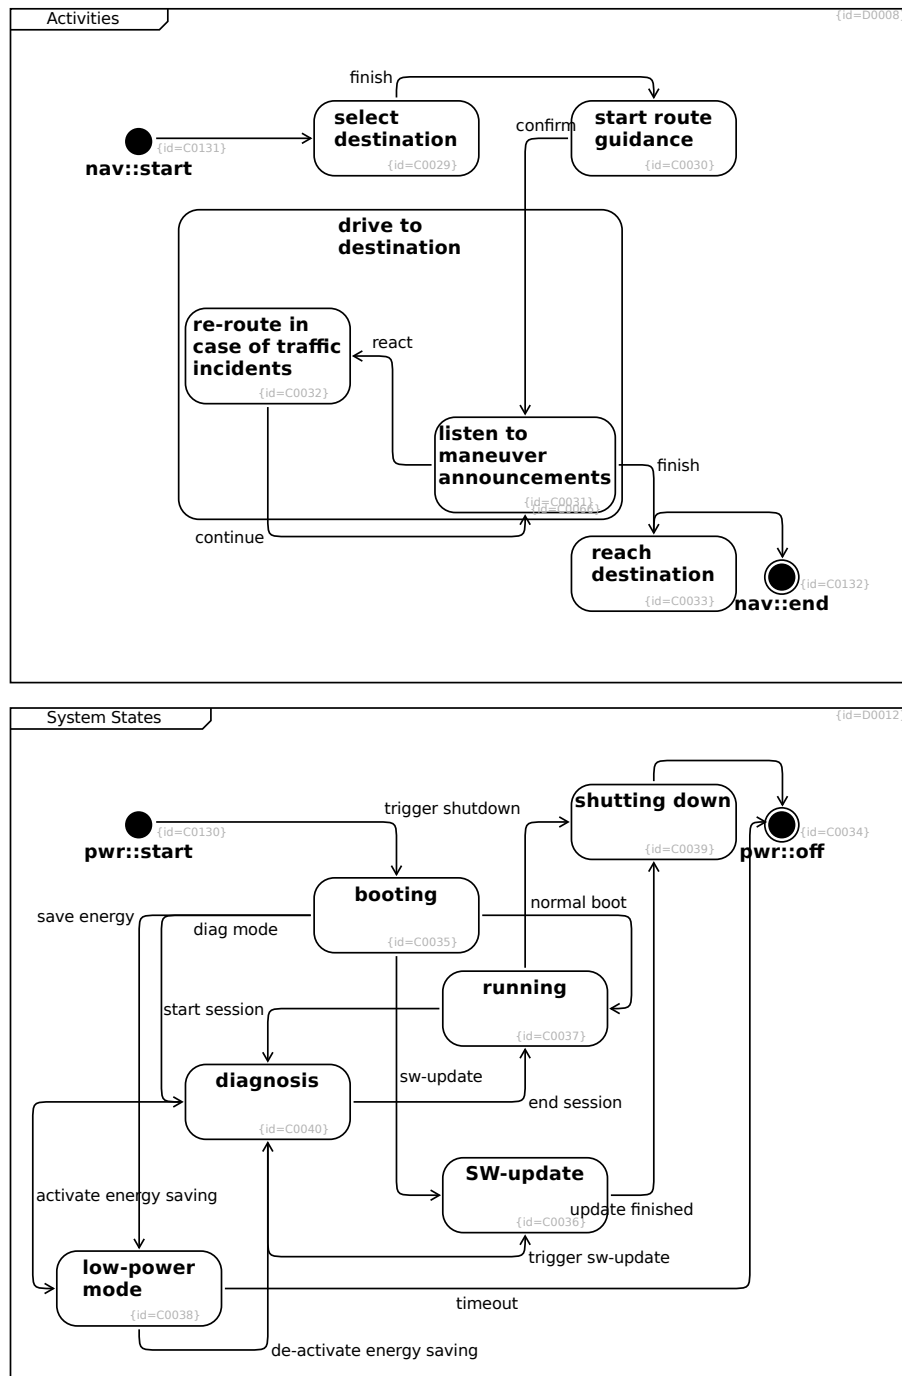 Activities
{id=D0008}
finish
select
destination
{id=C0029}
confirm
start route
guidance
{id=C0030}
{id=C0131}
nav::start
drive to
destination
re-route in
case of traffic
incidents
{id=C0032}
react
listen to
maneuver
announcements
{id=C0031}
{id=C0066}
finish
continue
reach
destination
{id=C0033}
{id=C0132}
nav::end
System States
{id=D0012}
trigger shutdown
shutting down
{id=C0039}
{id=C0130}
pwr::start
{id=C0034}
pwr::off
booting
{id=C0035}
save energy
diag mode
normal boot
running
{id=C0037}
start session
diagnosis
{id=C0040}
sw-update
end session
SW-update
{id=C0036}
update finished
activate energy saving
trigger sw-update
low-power
mode
{id=C0038}
timeout
de-activate energy saving